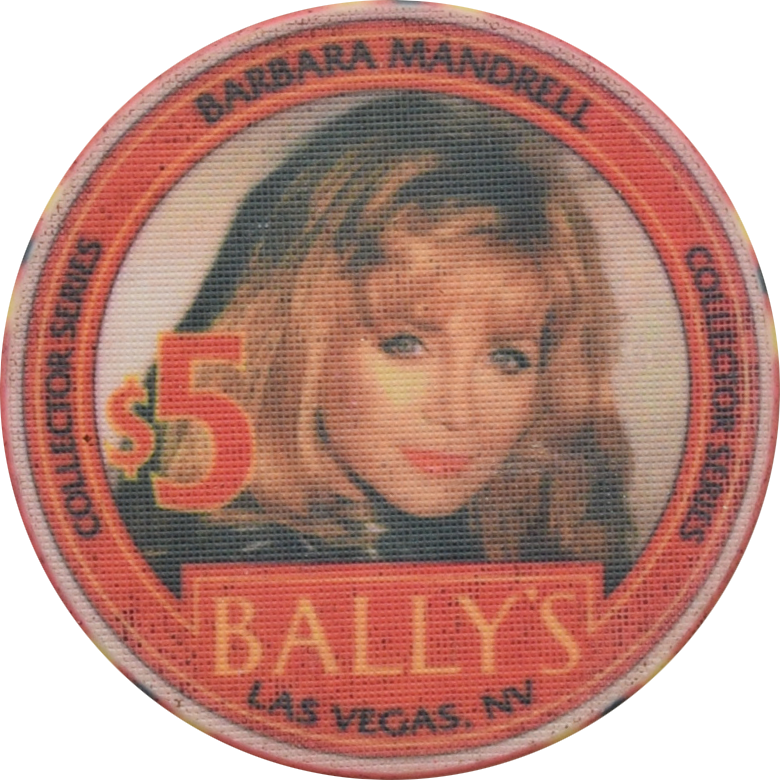 BARBARA MANDRELL
COLLECTOR SERIES
COLLECTOR SERIES
$5
BALLY'S
LAS VEGAS, NV